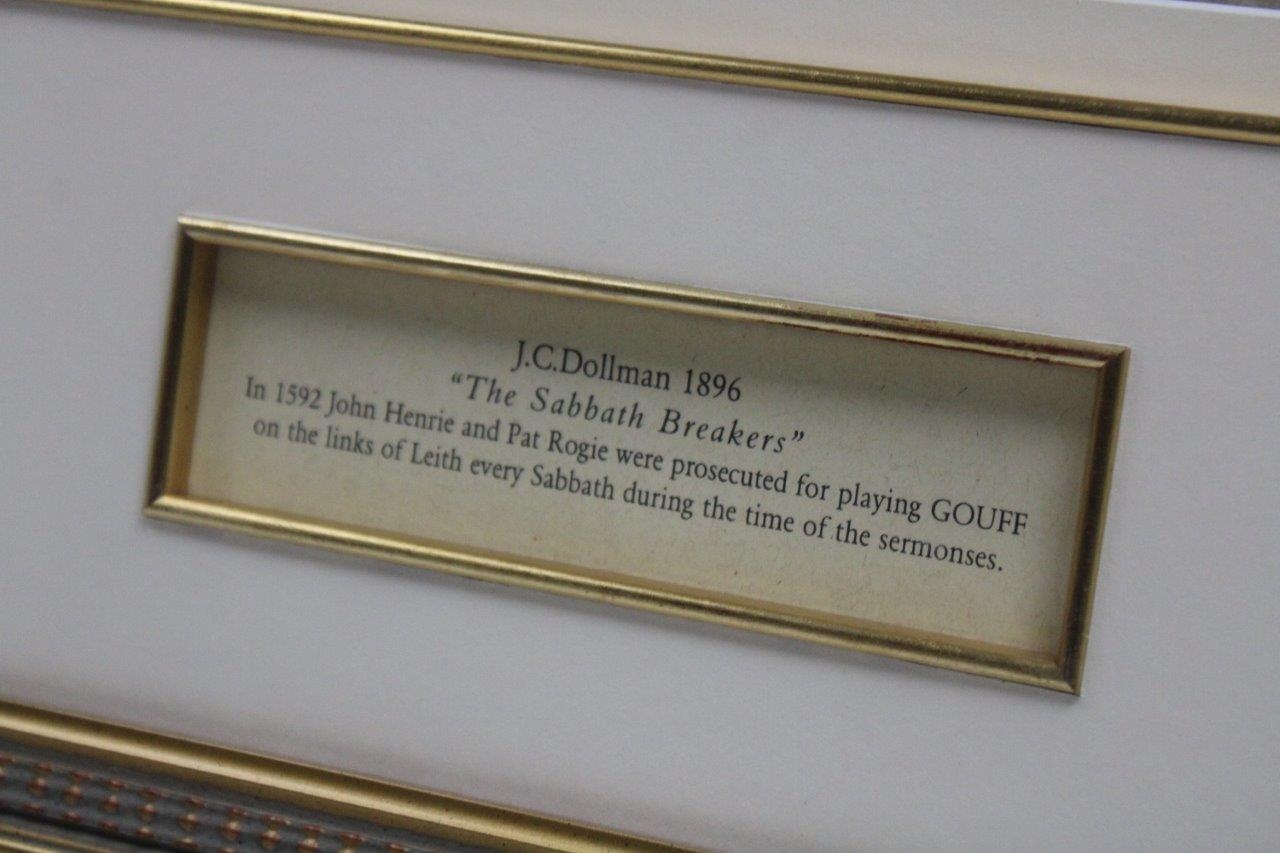 J.C.Dollman 1896
“The Sabbath Breakers”
In 1592 John Henrie and Pat Rogie were prosecuted for playing GOUFF
on the links of Leith every Sabbath during the time of the sermonses.